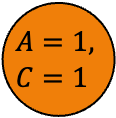 A = 1,
C = 1